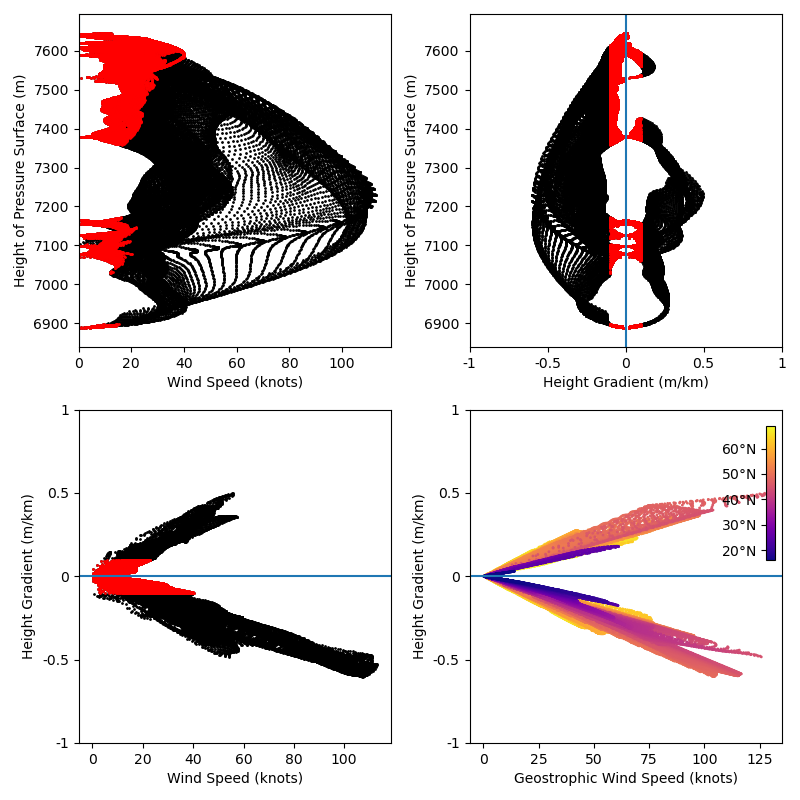 7600
7500
7400
7300
7200
7100
7000
6900
Height of Pressure Surface (m)
0 20 40 60 80 100
Wind Speed (knots)
7600
7500
7400
7300
7200
7100
7000
6900
Height of Pressure Surface (m)
-1 -0.5 0 0.5 1
Height Gradient (m/km)
1
0.5
0
-0.5
-1
Height Gradient (m/km)
0 20 40 60 80 100
Wind Speed (knots)
1
0.5
0
-0.5
-1
Height Gradient (m/km)
60°N
50°N
40°N
30°N
20°N
0 25 50 75 100 125
Geostrophic Wind Speed (knots)